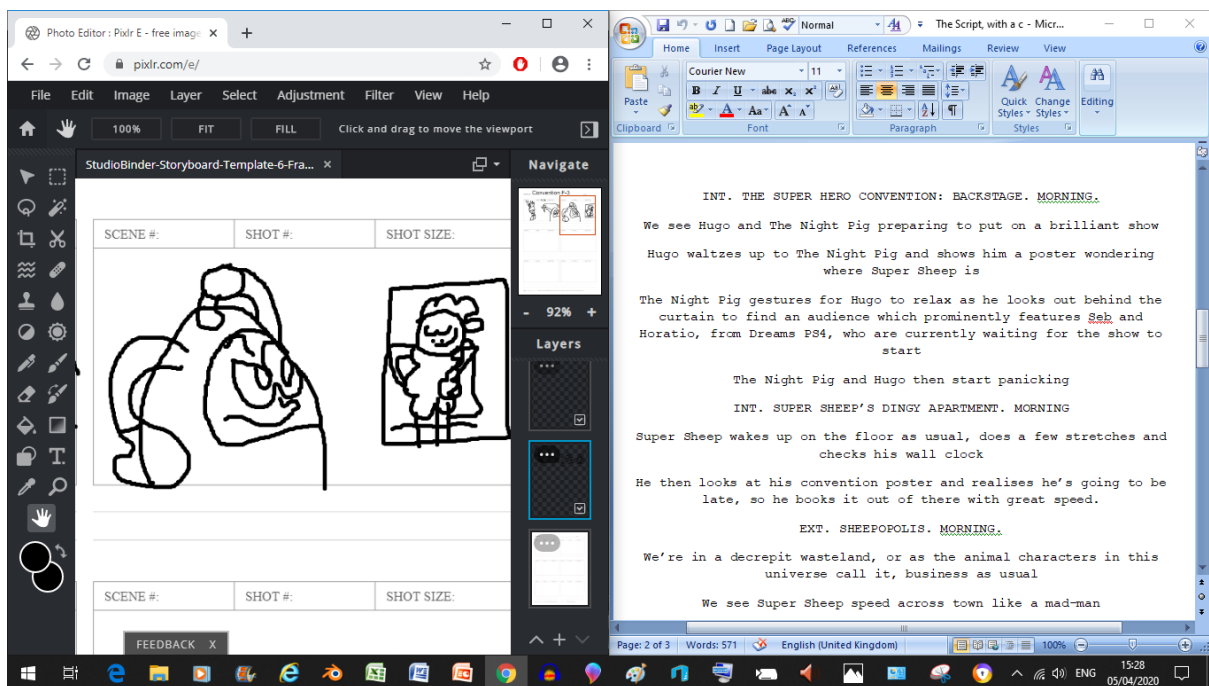 Photo Editor : Pixlr E - free image
pixlr.com/e/
File Edit Image Layer Select Adjustment Filter View Help
100% FIT FILL Click and drag to move the viewport
StudioBinder-Storyboard-Template-6-Fra...
Navigate
SCENE #: SHOT #: SHOT SIZE:
- 92% +
Layers
SCENE #: SHOT #: SHOT SIZE:
FEEDBACK X
Normal
The Script, with a c - Micr...
Home Insert Page Layout References Mailings Review View
Courier New 11
Paste
Quick Styles
Change Styles
Editing
Clipboard Font Paragraph Styles
INT. THE SUPER HERO CONVENTION: BACKSTAGE. MORNING.
We see Hugo and The Night Pig preparing to put on a brilliant show
Hugo waltzes up to The Night Pig and shows him a poster wondering
where Super Sheep is
The Night Pig gestures for Hugo to relax as he looks out behind the
curtain to find an audience which prominently features Seb and
Horatio, from Dreams PS4, who are currently waiting for the show to
start
The Night Pig and Hugo then start panicking
INT. SUPER SHEEP'S DINGY APARTMENT. MORNING
Super Sheep wakes up on the floor as usual, does a few stretches and
checks his wall clock
He then looks at his convention poster and realises he's going to be
late, so he books it out of there with great speed.
EXT. SHEEPOPOLIS. MORNING.
We're in a decrepit wasteland, or as the animal characters in this
universe call it, business as usual
We see Super Sheep speed across town like a mad-man
Page: 2 of 3 Words: 571 English (United Kingdom) 100%
ENG
15:28
05/04/2020